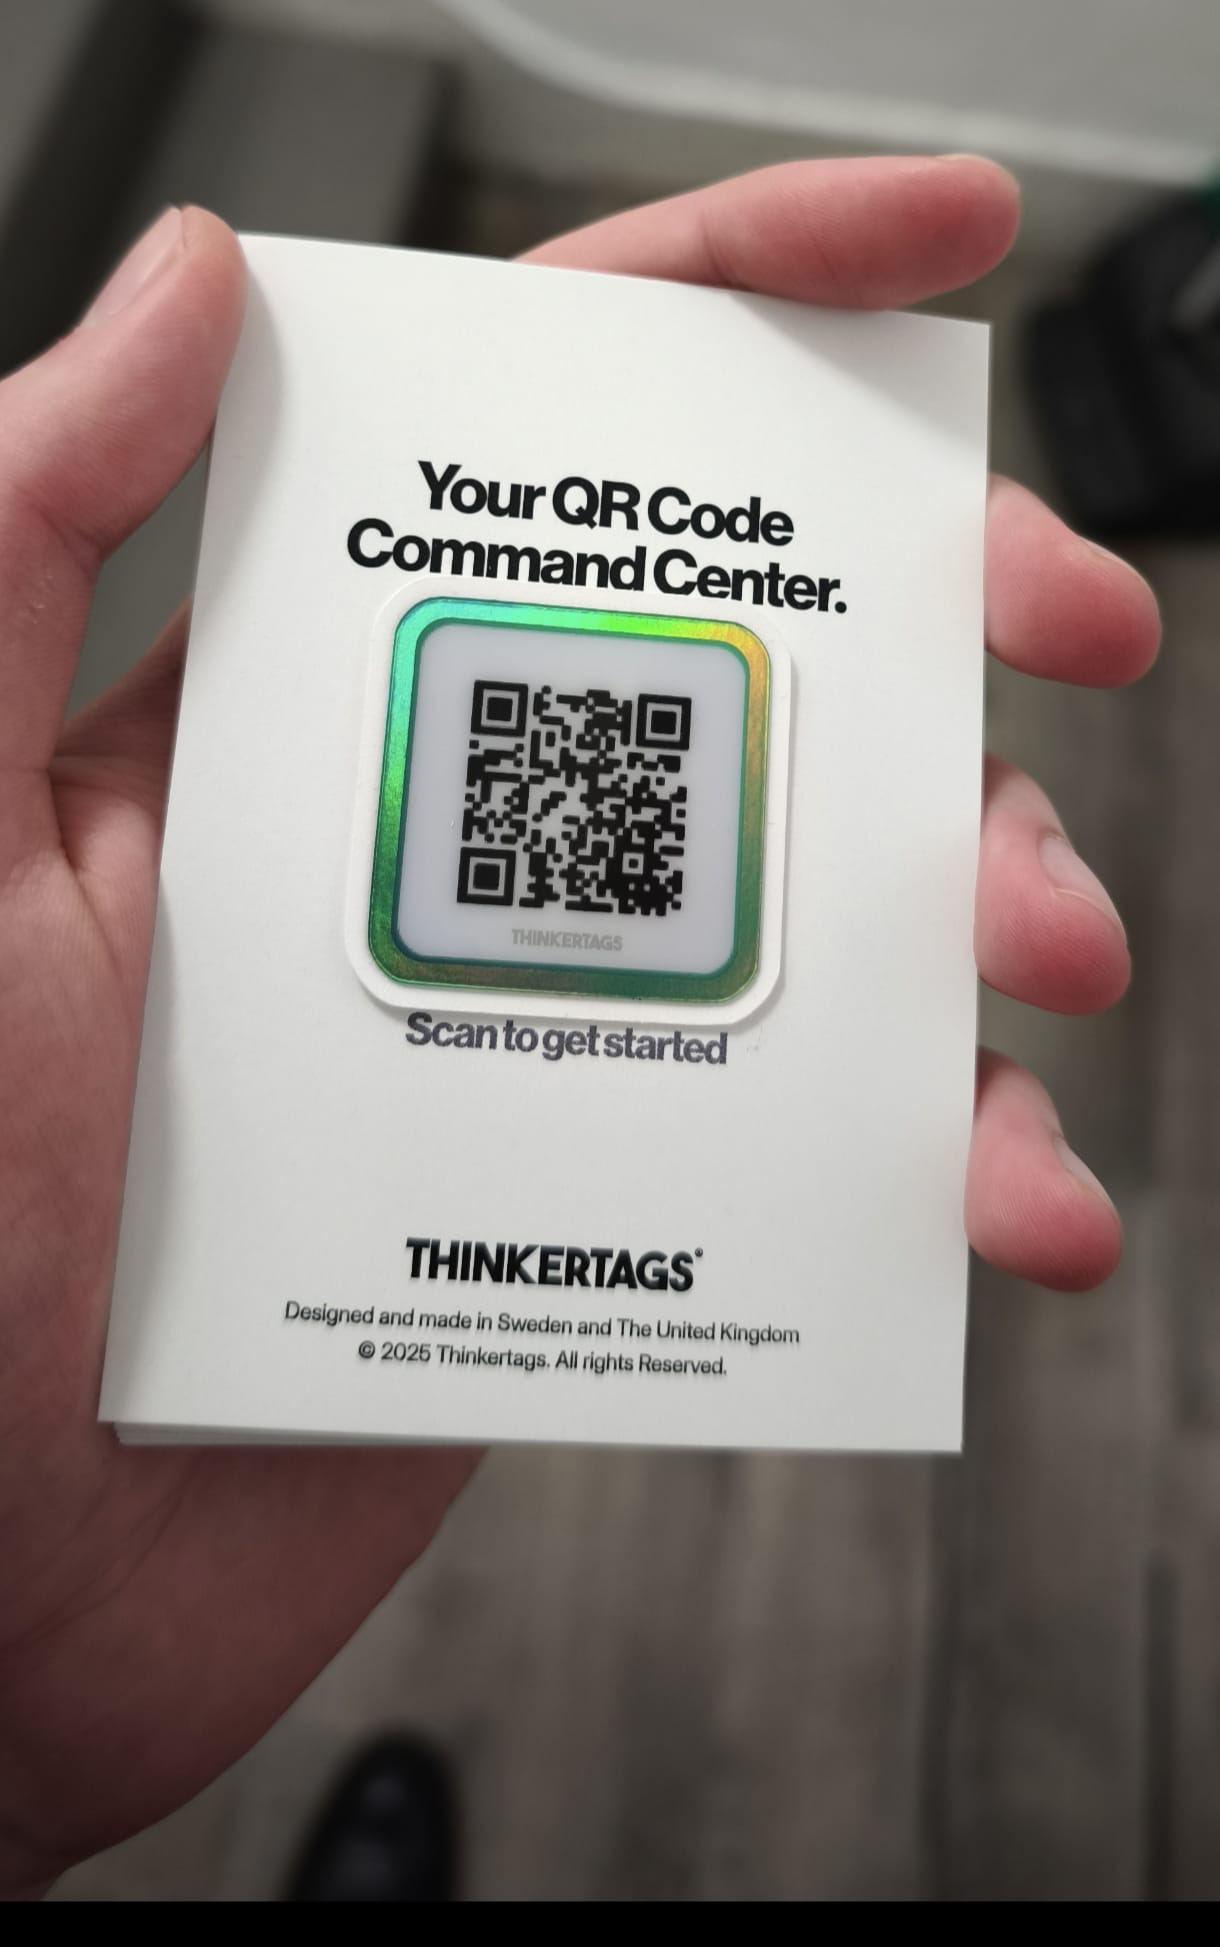 Your QR Code
Command Center.
THINKERTAGS
Scan to get started
THINKERTAGS®
Designed and made in Sweden and The United Kingdom
© 2025 Thinkertags. All rights Reserved.